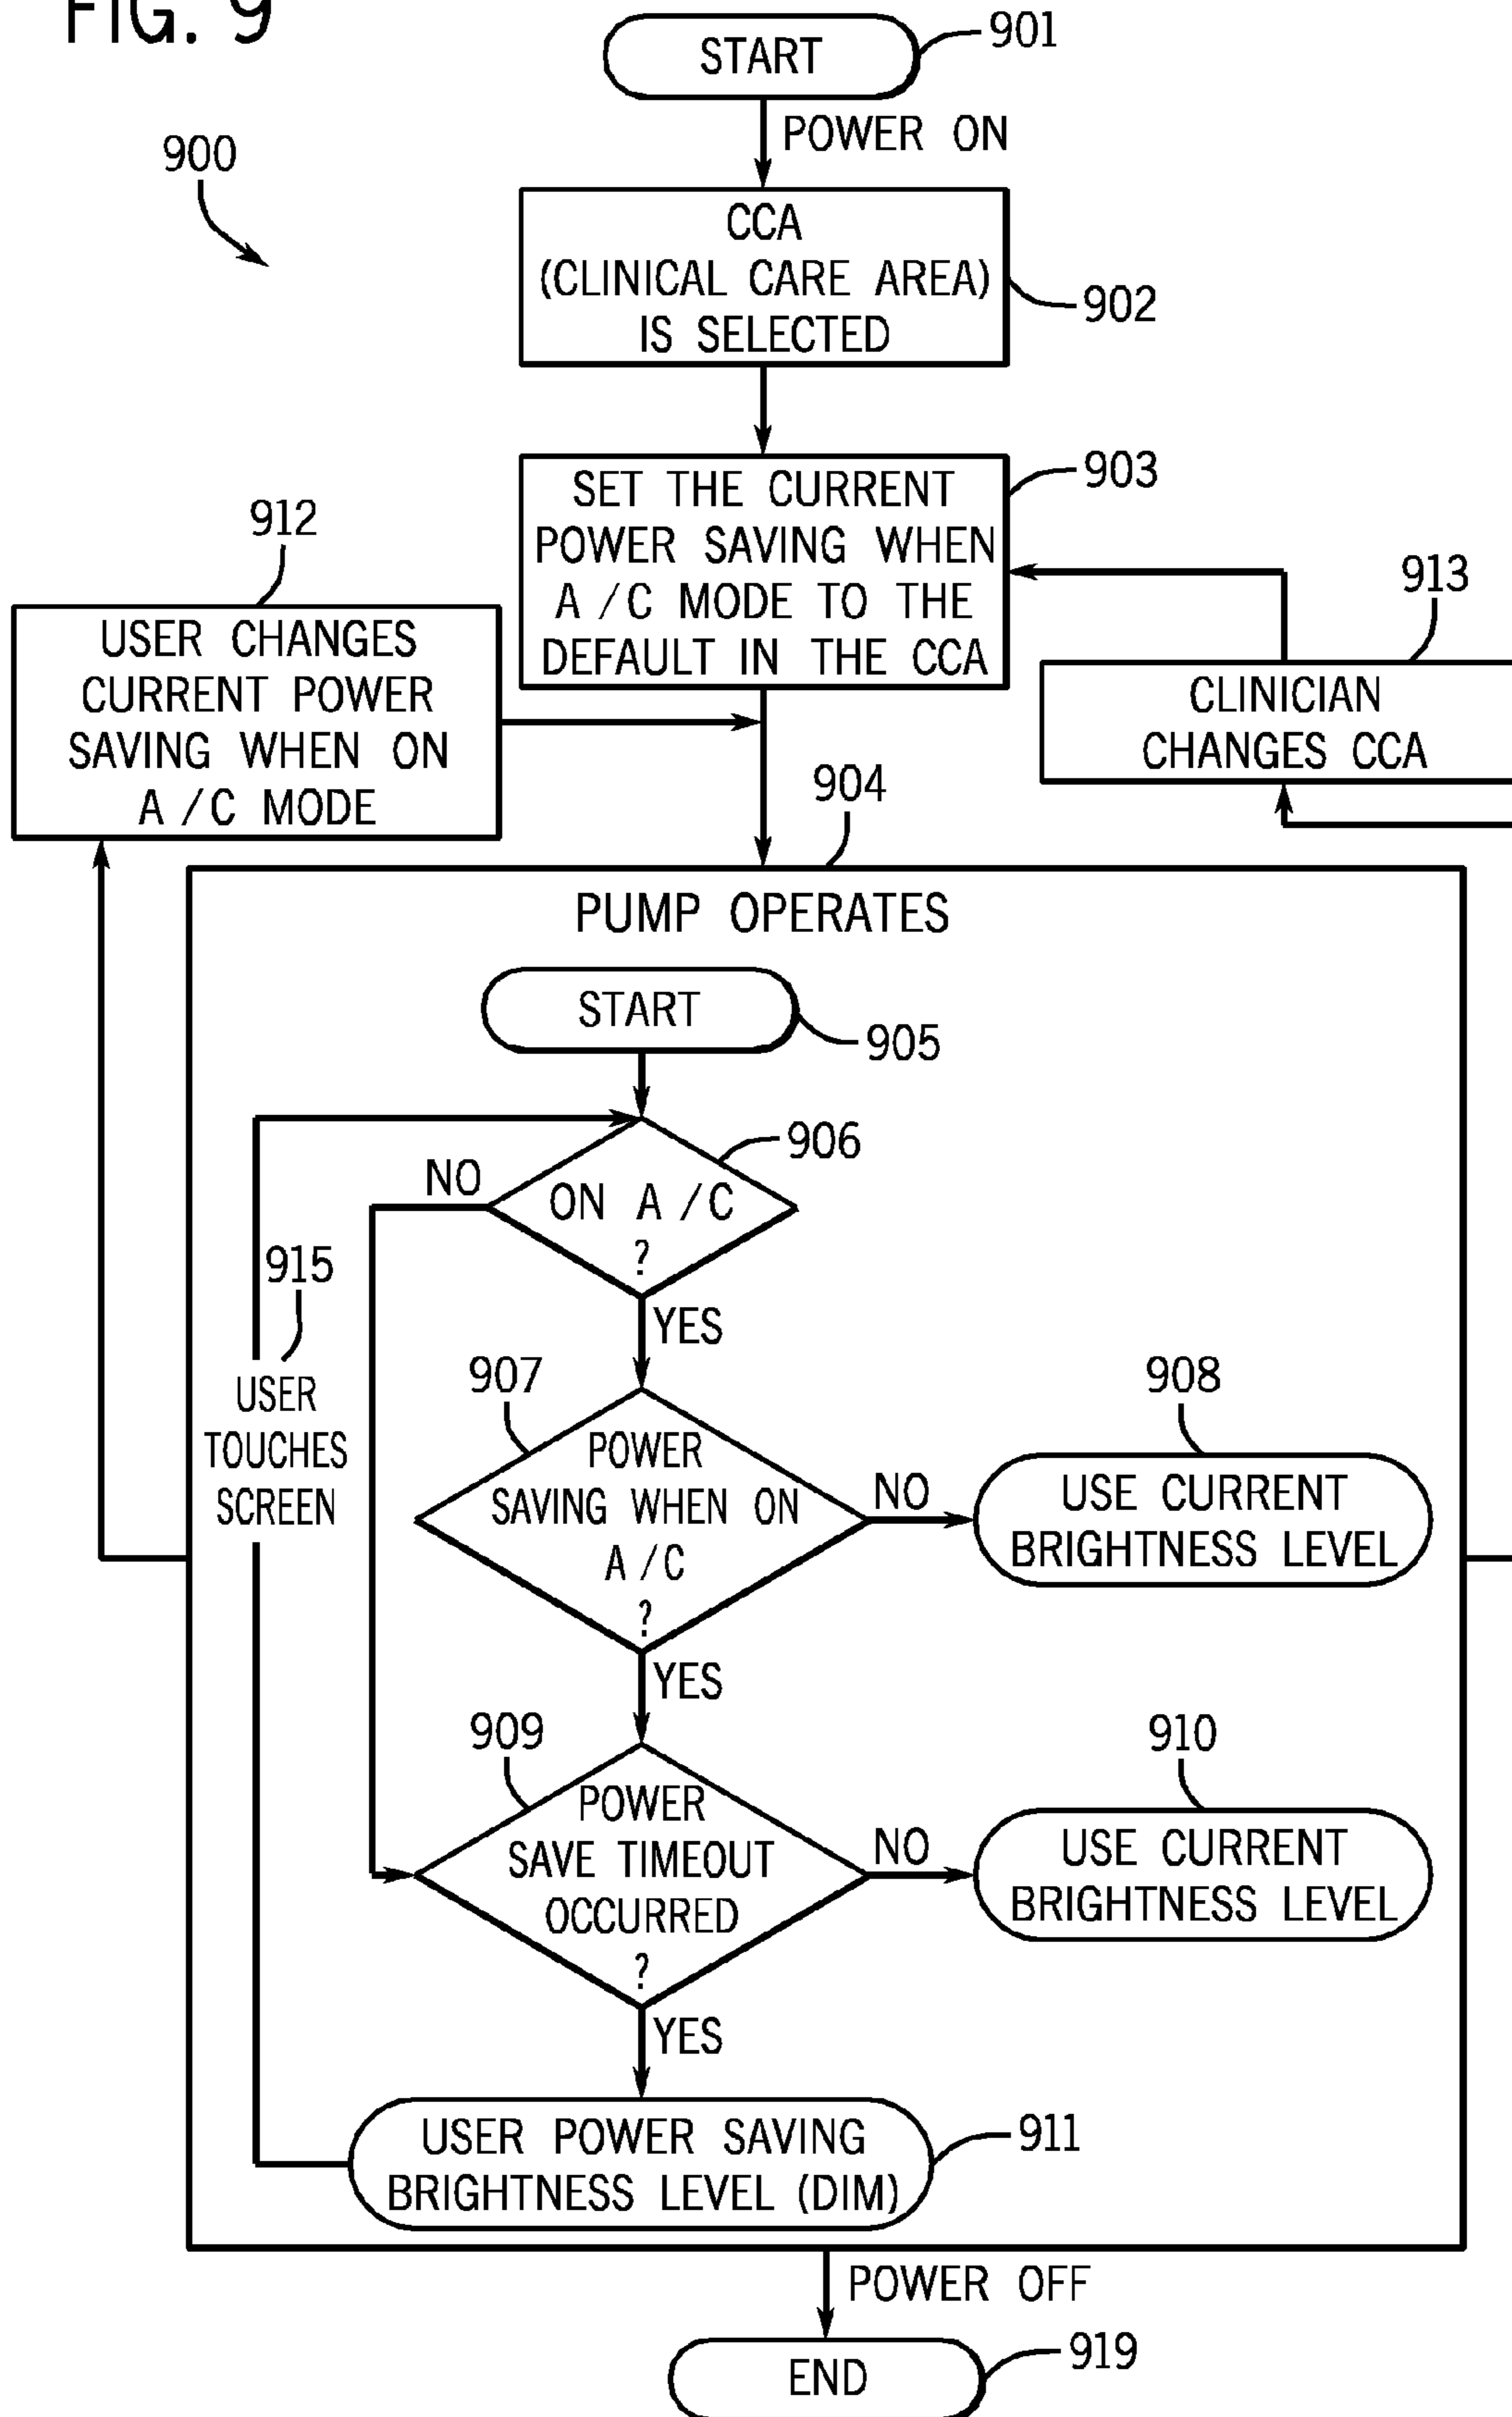 FIG. 9
START
901
POWER ON
900
CCA
(CLINICAL CARE AREA)
IS SELECTED
902
SET THE CURRENT
POWER SAVING WHEN
A/C MODE TO THE
DEFAULT IN THE CCA
903
912
USER CHANGES
CURRENT POWER
SAVING WHEN ON
A/C MODE
913
CLINICIAN
CHANGES CCA
904
PUMP OPERATES
START
905
906
NO
ON A/C
?
YES
915
USER
TOUCHES
SCREEN
907
POWER
SAVING WHEN ON
A/C
?
NO
908
USE CURRENT
BRIGHTNESS LEVEL
YES
909
POWER
SAVE TIMEOUT
OCCURRED
?
NO
910
USE CURRENT
BRIGHTNESS LEVEL
YES
USER POWER SAVING
BRIGHTNESS LEVEL (DIM)
911
POWER OFF
END
919